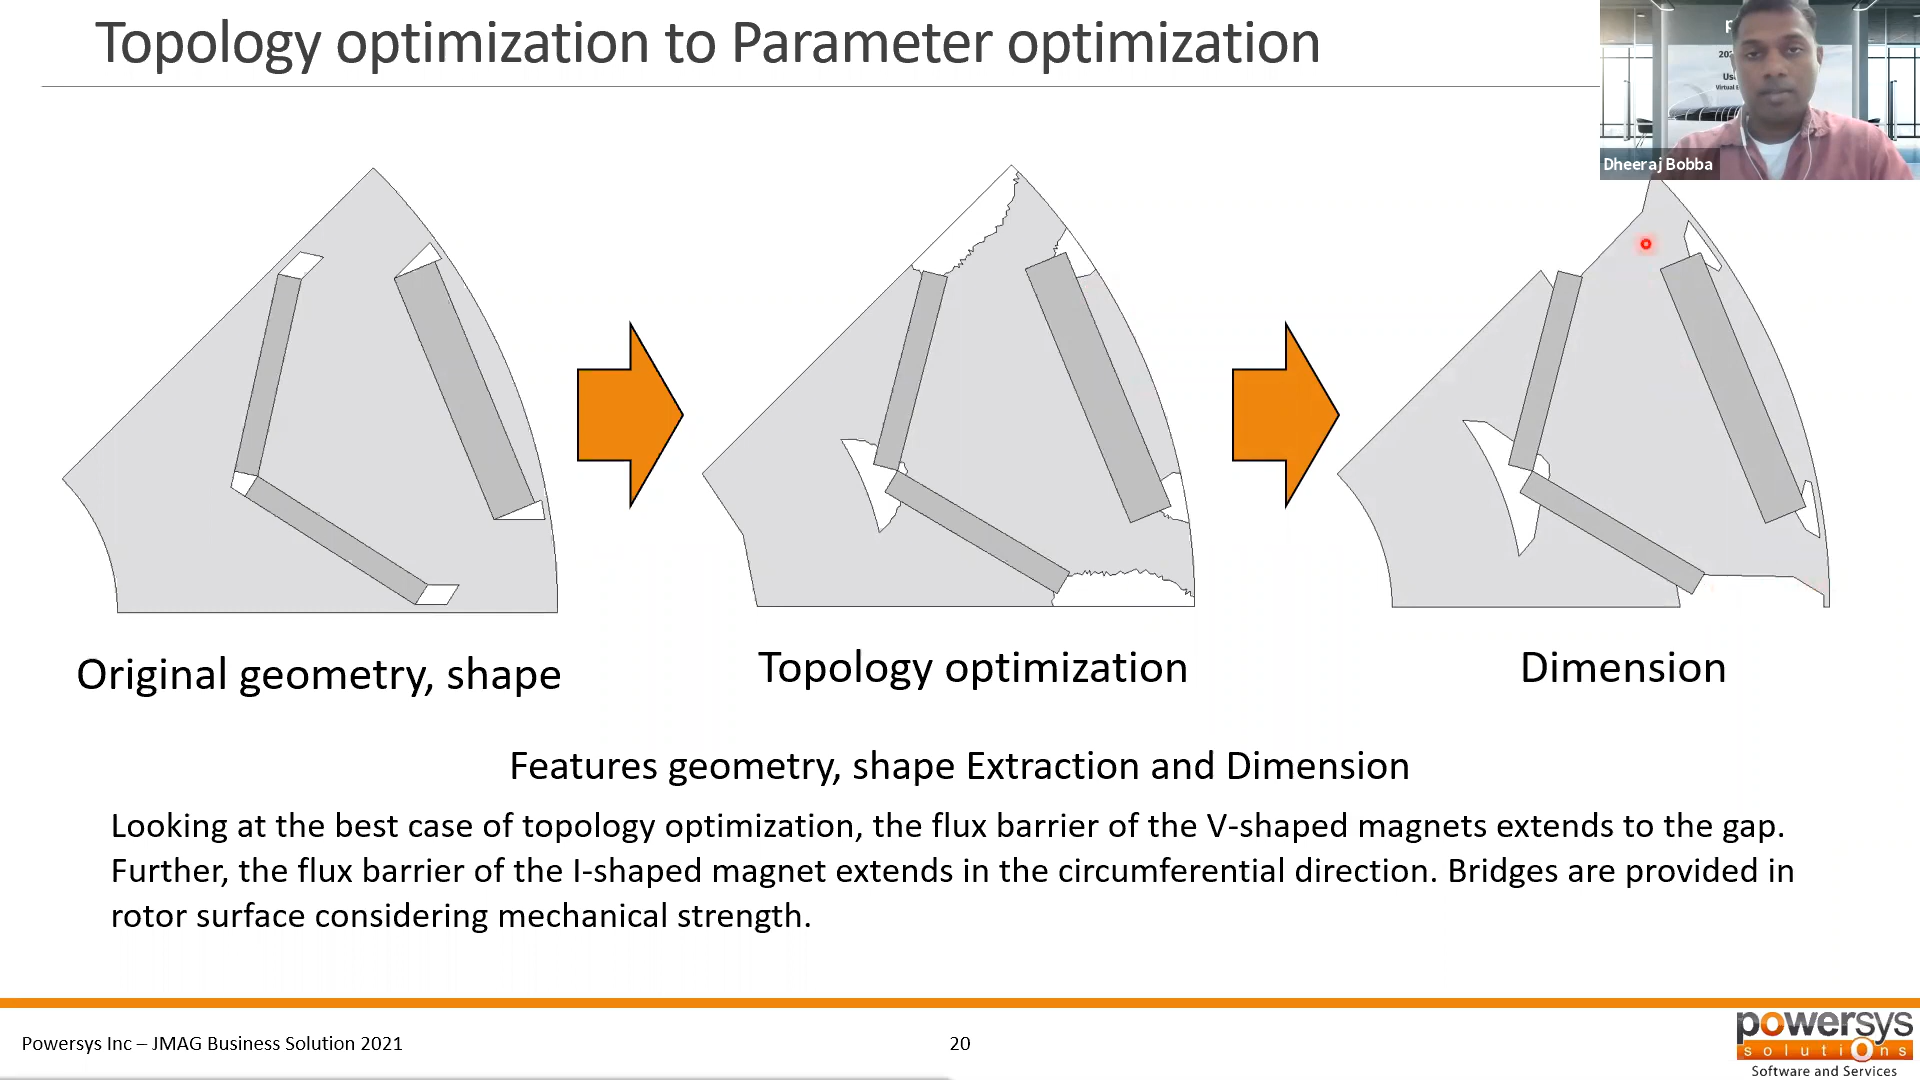 Topology optimization to Parameter optimization
Dheeraj Bobba
Original geometry, shape
Topology optimization
Dimension
Features geometry, shape Extraction and Dimension
Looking at the best case of topology optimization, the flux barrier of the V-shaped magnets extends to the gap.
Further, the flux barrier of the I-shaped magnet extends in the circumferential direction. Bridges are provided in
rotor surface considering mechanical strength.
Powersys Inc – JMAG Business Solution 2021
20
powersys
solutiOns
Software and Services